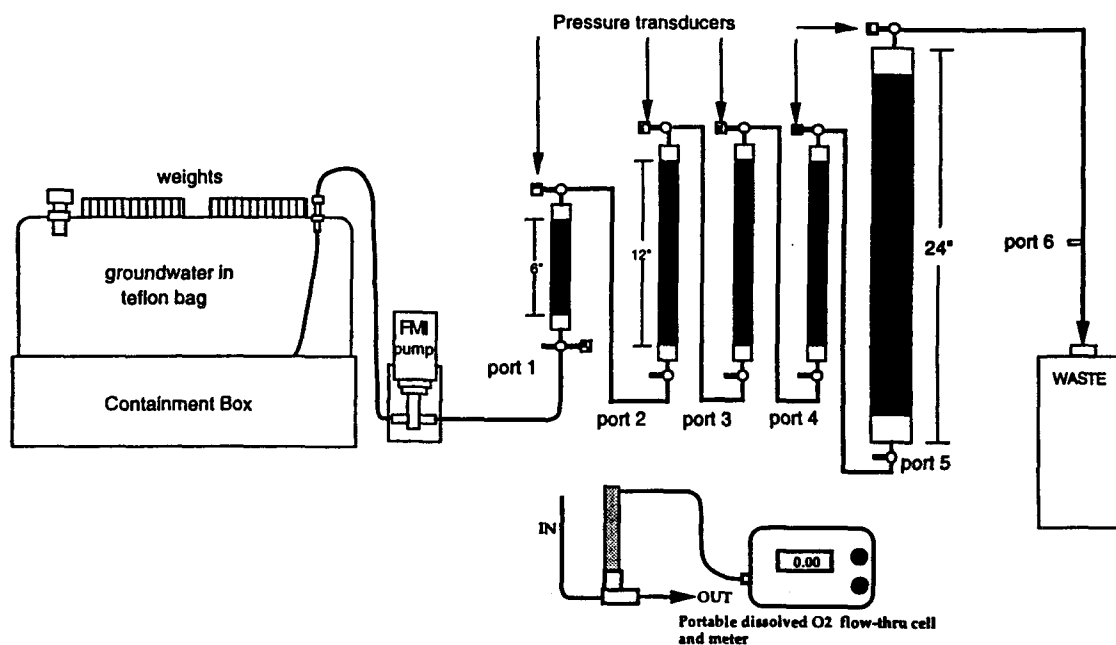 Pressure transducers
weights
groundwater in
teflon bag
Containment Box
FMI
pump
port 1
6"
port 2
12"
port 3
port 4
24"
port 5
port 6
WASTE
IN
OUT
0.00
Portable dissolved O2 flow-thru cell
and meter